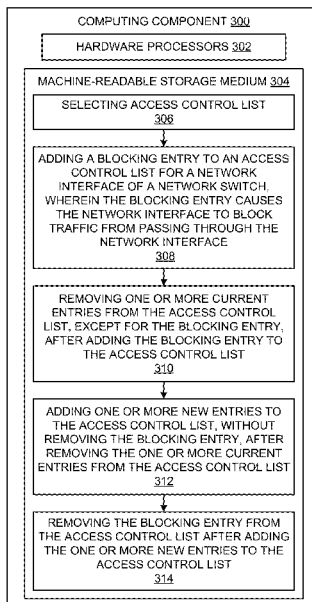 COMPUTING COMPONENT 300
HARDWARE PROCESSORS 302
MACHINE-READABLE STORAGE MEDIUM 304
SELECTING ACCESS CONTROL LIST
306
ADDING A BLOCKING ENTRY TO AN ACCESS
CONTROL LIST FOR A NETWORK
INTERFACE OF A NETWORK SWITCH,
WHEREIN THE BLOCKING ENTRY CAUSES
THE NETWORK INTERFACE TO BLOCK
TRAFFIC FROM PASSING THROUGH THE
NETWORK INTERFACE
308
REMOVING ONE OR MORE CURRENT
ENTRIES FROM THE ACCESS CONTROL
LIST, EXCEPT FOR THE BLOCKING ENTRY,
AFTER ADDING THE BLOCKING ENTRY TO
THE ACCESS CONTROL LIST
310
ADDING ONE OR MORE NEW ENTRIES TO
THE ACCESS CONTROL LIST, WITHOUT
REMOVING THE BLOCKING ENTRY, AFTER
REMOVING THE ONE OR MORE CURRENT
ENTRIES FROM THE ACCESS CONTROL LIST
312
REMOVING THE BLOCKING ENTRY FROM
THE ACCESS CONTROL LIST AFTER ADDING
THE ONE OR MORE NEW ENTRIES TO THE
ACCESS CONTROL LIST
314